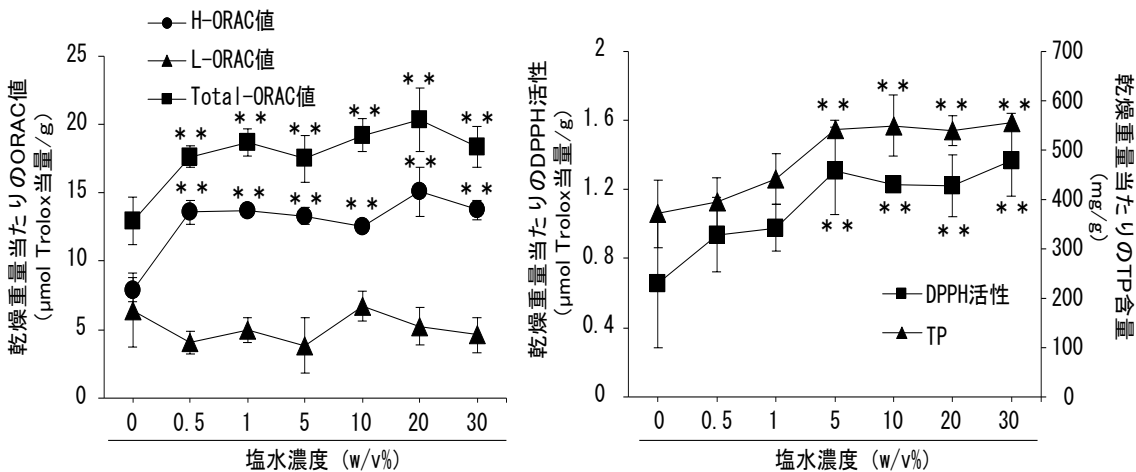 H-ORAC値
L-ORAC値
Total-ORAC値
乾燥重量当たりのORAC値
(μmol Trolox当量/g)
25
20
15
10
5
0
** ** ** ** ** **
** ** ** ** ** **
0 0.5 1 5 10 20 30
塩水濃度 (w/v%)
乾燥重量当たりのDPPH活性
(μmol Trolox当量/g)
2
1.6
1.2
0.8
0.4
0
** ** ** **
** ** ** **
DPPH活性
TP
700
600
500
400
300
200
100
0
乾燥重量当たりのTP含量
(mg/g)
0 0.5 1 5 10 20 30
塩水濃度 (w/v%)